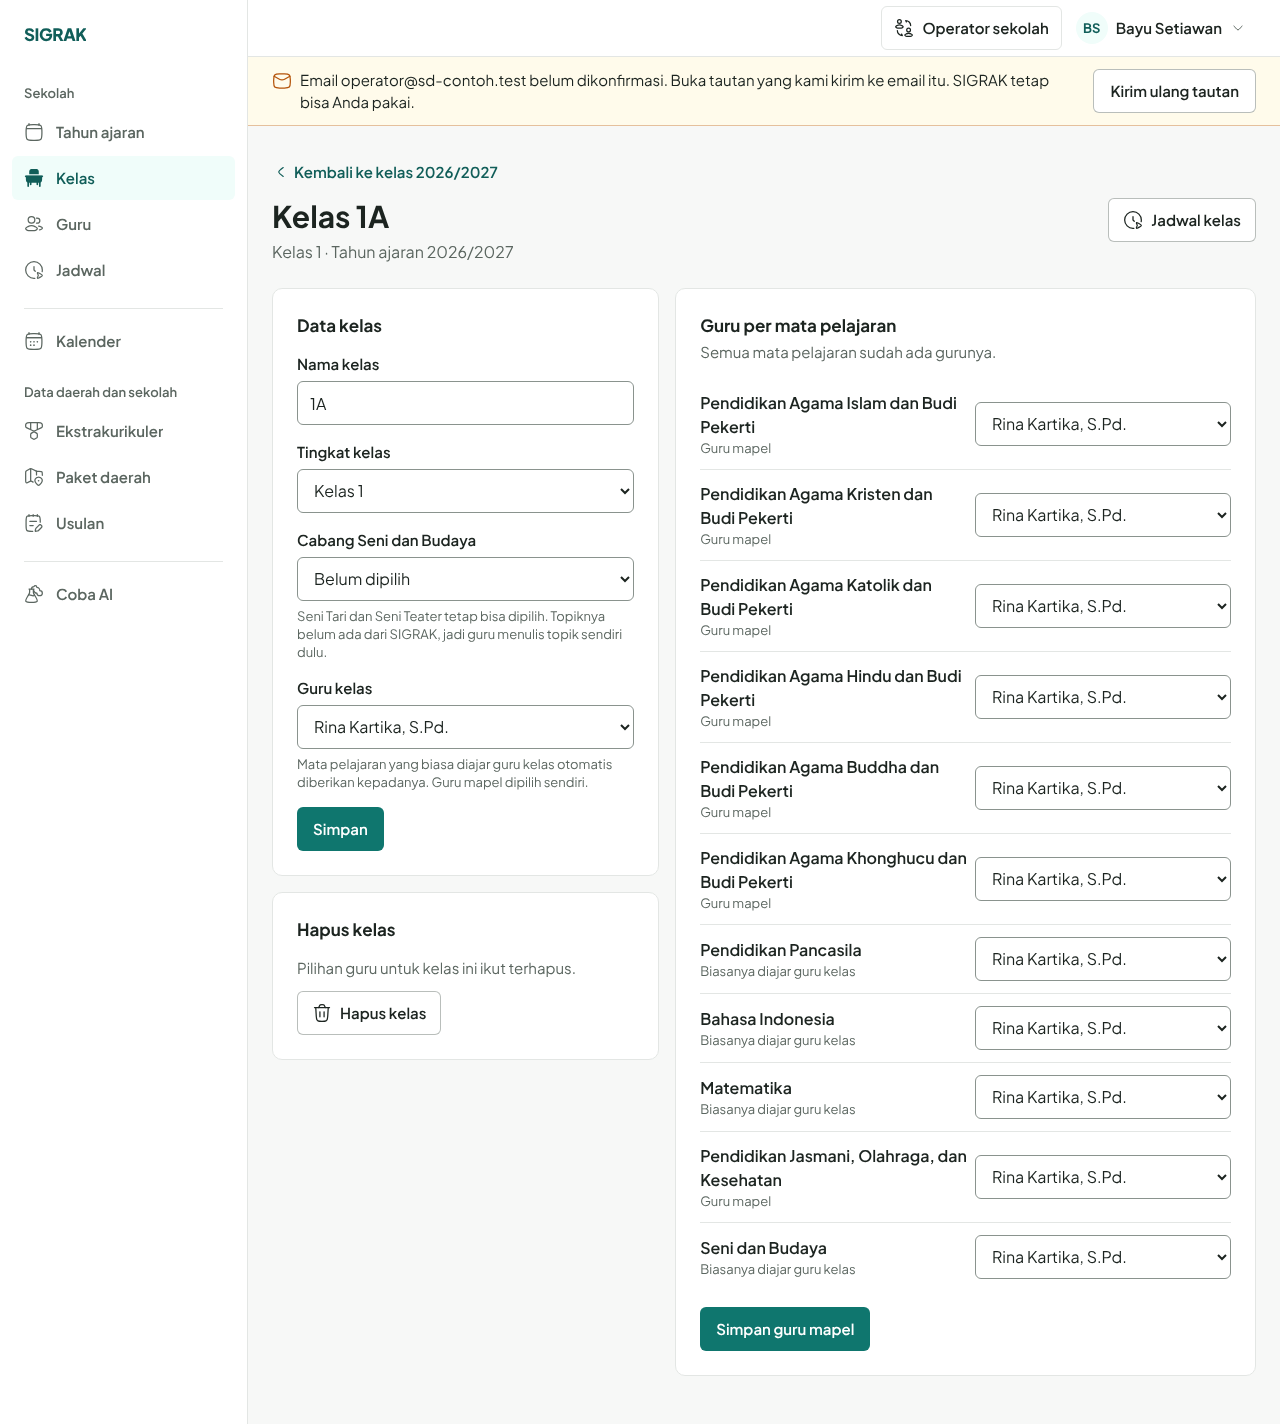 SIGRAK
Operator sekolah
BS
Bayu Setiawan
Email operator@sd-contoh.test belum dikonfirmasi. Buka tautan yang kami kirim ke email itu. SIGRAK tetap
bisa Anda pakai.
Kirim ulang tautan
Sekolah
Tahun ajaran
Kelas
Guru
Jadwal
Kalender
Data daerah dan sekolah
Ekstrakurikuler
Paket daerah
Usulan
Coba AI
Kembali ke kelas 2026/2027
Kelas 1A
Kelas 1 · Tahun ajaran 2026/2027
Jadwal kelas
Data kelas
Nama kelas
1A
Tingkat kelas
Kelas 1
Cabang Seni dan Budaya
Belum dipilih
Seni Tari dan Seni Teater tetap bisa dipilih. Topiknya
belum ada dari SIGRAK, jadi guru menulis topik sendiri
dulu.
Guru kelas
Rina Kartika, S.Pd.
Mata pelajaran yang biasa diajar guru kelas otomatis
diberikan kepadanya. Guru mapel dipilih sendiri.
Simpan
Hapus kelas
Pilihan guru untuk kelas ini ikut terhapus.
Hapus kelas
Guru per mata pelajaran
Semua mata pelajaran sudah ada gurunya.
Pendidikan Agama Islam dan Budi
Pekerti
Guru mapel
Rina Kartika, S.Pd.
Pendidikan Agama Kristen dan
Budi Pekerti
Guru mapel
Rina Kartika, S.Pd.
Pendidikan Agama Katolik dan
Budi Pekerti
Guru mapel
Rina Kartika, S.Pd.
Pendidikan Agama Hindu dan Budi
Pekerti
Guru mapel
Rina Kartika, S.Pd.
Pendidikan Agama Buddha dan
Budi Pekerti
Guru mapel
Rina Kartika, S.Pd.
Pendidikan Agama Khonghucu dan
Budi Pekerti
Guru mapel
Rina Kartika, S.Pd.
Pendidikan Pancasila
Biasanya diajar guru kelas
Rina Kartika, S.Pd.
Bahasa Indonesia
Biasanya diajar guru kelas
Rina Kartika, S.Pd.
Matematika
Biasanya diajar guru kelas
Rina Kartika, S.Pd.
Pendidikan Jasmani, Olahraga, dan
Kesehatan
Guru mapel
Rina Kartika, S.Pd.
Seni dan Budaya
Biasanya diajar guru kelas
Rina Kartika, S.Pd.
Simpan guru mapel